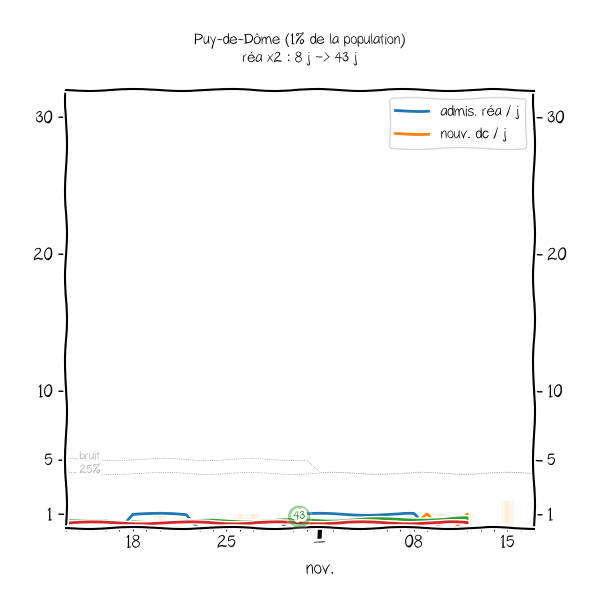 Puy-de-Dôme (1% de la population)
réa x2 : 8 j -> 43 j
admis. réa / j
nouv. dc / j
30
30
20
20
10
10
5
5
bruit
25%
1
1
43
18
25
1
08
15
nov.